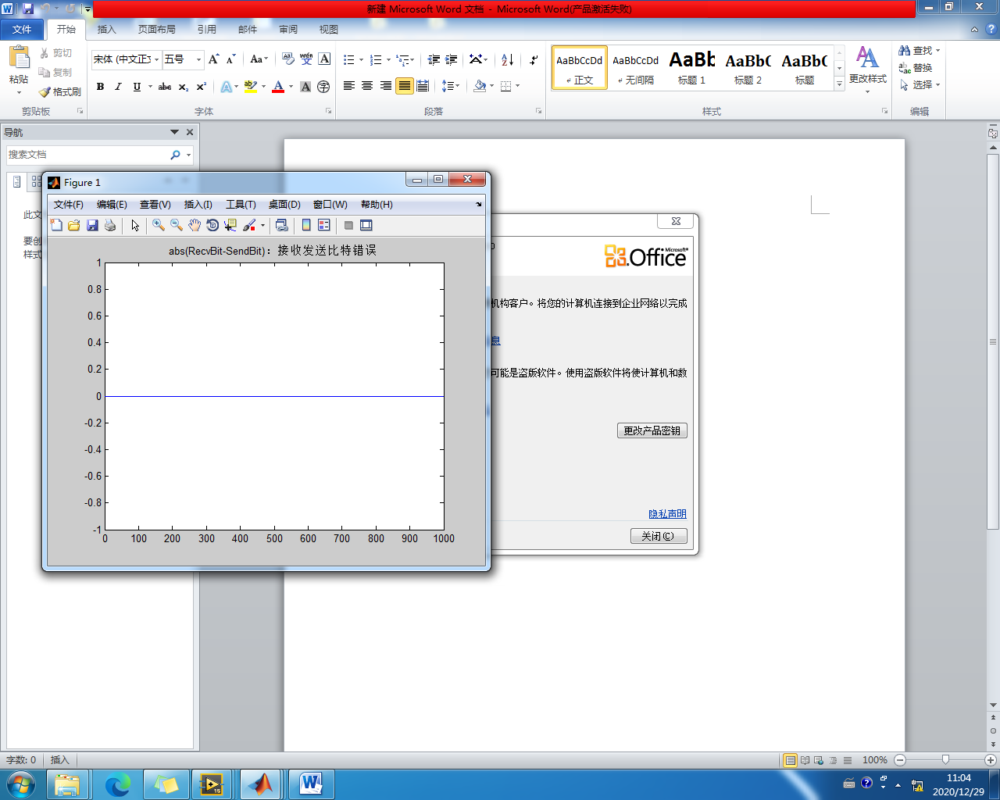 新建 Microsoft Word 文档 - Microsoft Word(产品激活失败)
文件 开始 插入 页面布局 引用 邮件 审阅 视图
粘贴 剪切 复制 格式刷
宋体 (中文正 五号
AaBbCcDd AaBbCcDd AaBb AaBbC AaBbC
正文 无间隔 标题 1 标题 2 标题
更改样式
查找
替换
选择
剪贴板 字体 段落 样式 编辑
导航
搜索文档
此文
要创
样式
Figure 1
文件(F) 编辑(E) 查看(V) 插入(I) 工具(T) 桌面(D) 窗口(W) 帮助(H)
abs(RecvBit-SendBit)：接收发送比特错误
1
0.8
0.6
0.4
0.2
0
-0.2
-0.4
-0.6
-0.8
-1
0 100 200 300 400 500 600 700 800 900 1000
Microsoft
Office
机构客户。将您的计算机连接到企业网络以完成
息
可能是盗版软件。使用盗版软件将使计算机和数
更改产品密钥
隐私声明
关闭(C)
字数: 0 插入 100%
11:04
2020/12/29